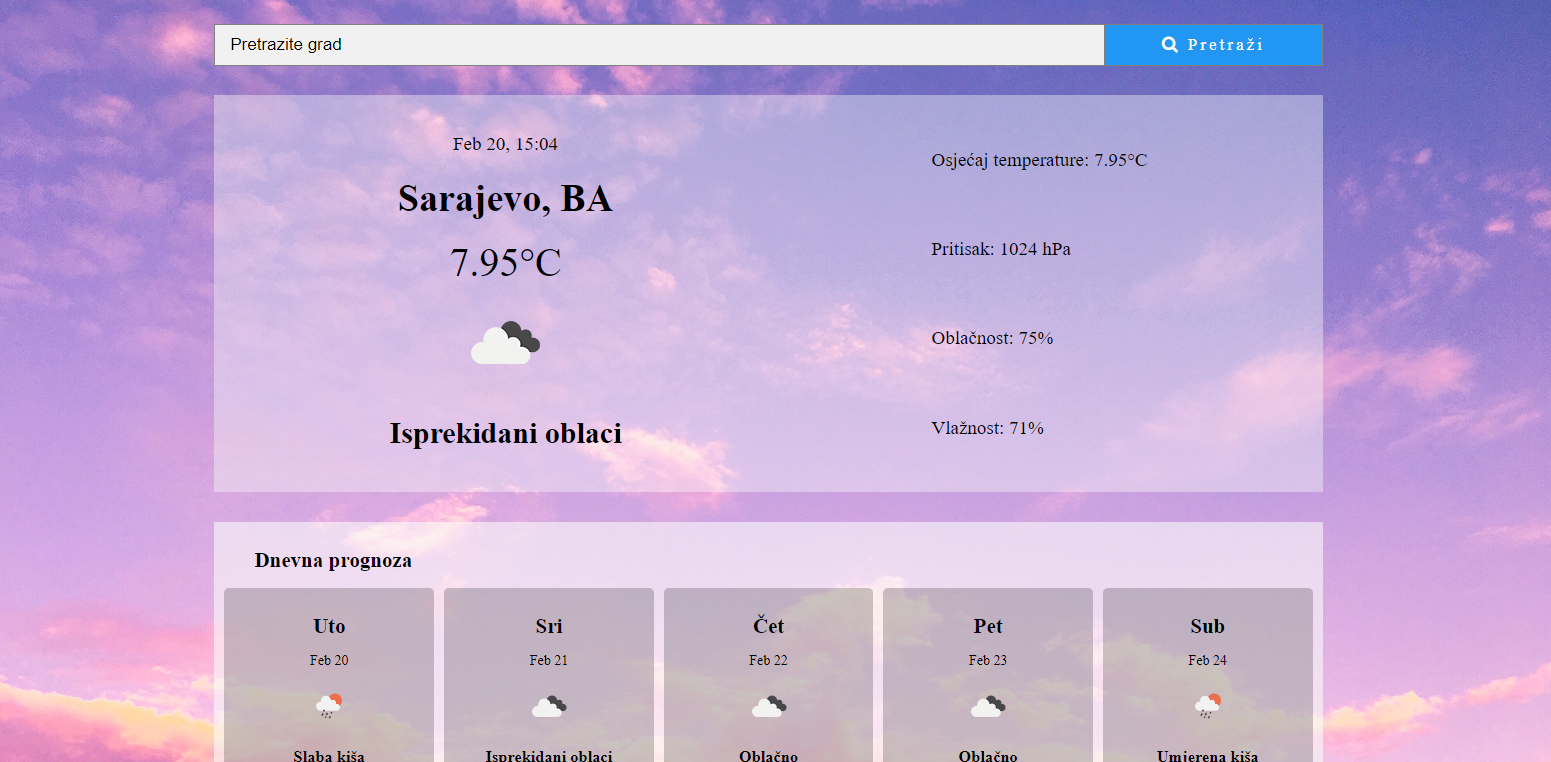 Pretrazite grad
Pretraži
Feb 20, 15:04
Sarajevo, BA
7.95°C
Isprekidani oblaci
Osjećaj temperature: 7.95°C
Pritisak: 1024 hPa
Oblačnost: 75%
Vlažnost: 71%
Dnevna prognoza
Uto
Feb 20
Slaba kiša
Sri
Feb 21
Isprekidani oblaci
Čet
Feb 22
Oblačno
Pet
Feb 23
Oblačno
Sub
Feb 24
Umjerena kiša